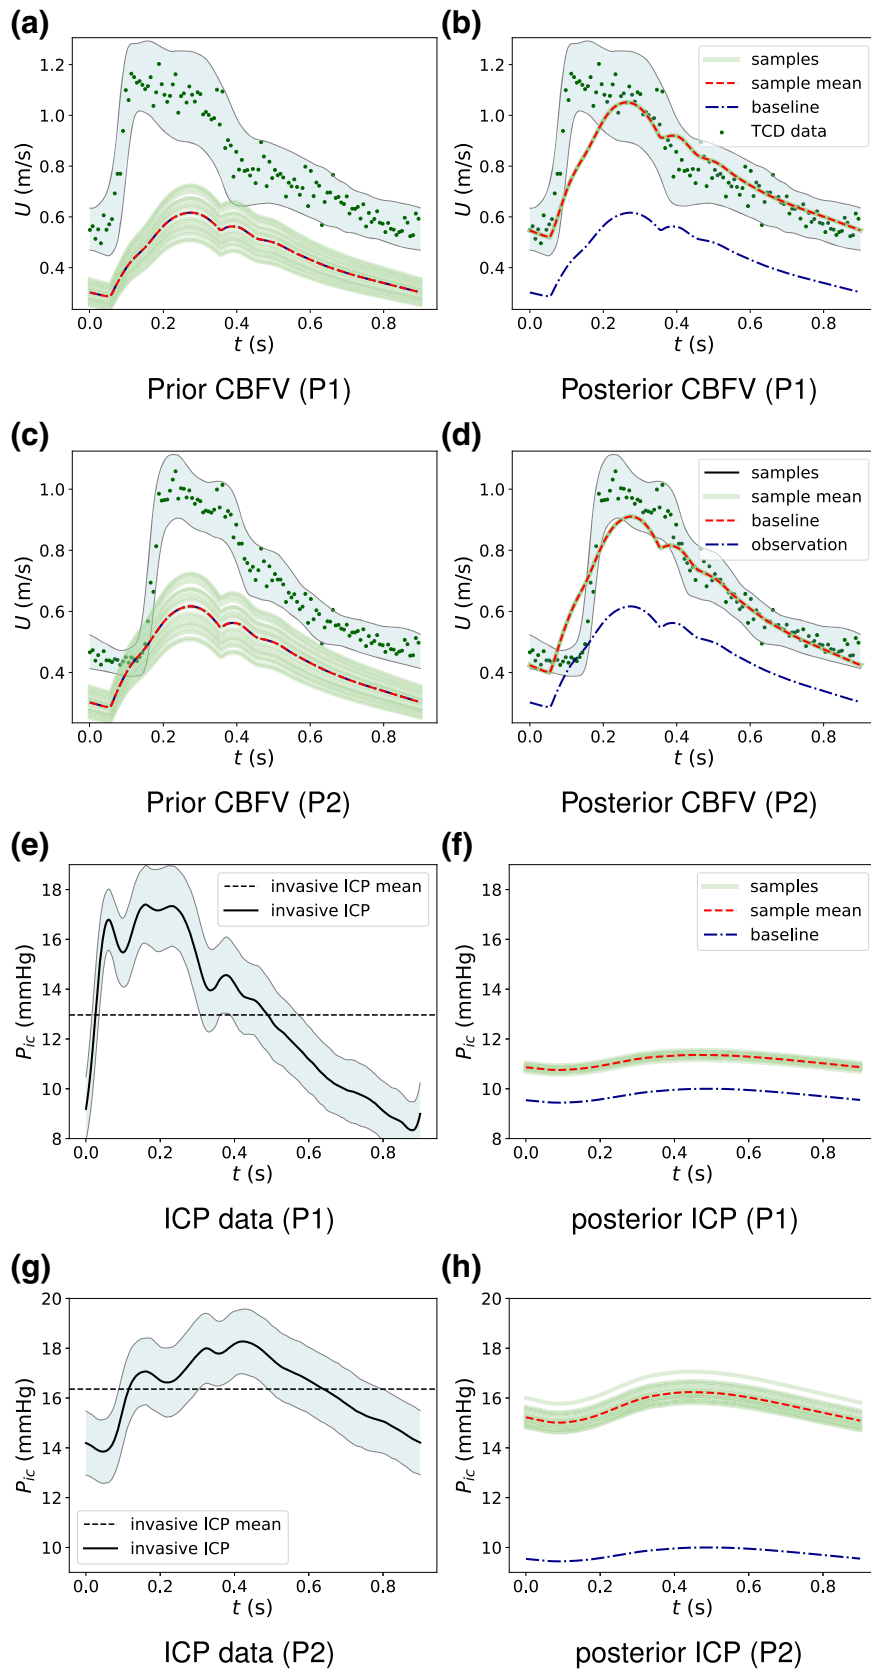 (a)
(b)
1.2
1.0
0.8
0.6
0.4
U (m/s)
0.0 0.2 0.4 0.6 0.8
t (s)
samples
sample mean
baseline
TCD data
1.2
1.0
0.8
0.6
0.4
U (m/s)
0.0 0.2 0.4 0.6 0.8
t (s)
Prior CBFV (P1)
Posterior CBFV (P1)
(c)
(d)
1.0
0.8
0.6
0.4
U (m/s)
0.0 0.2 0.4 0.6 0.8
t (s)
samples
sample mean
baseline
observation
1.0
0.8
0.6
0.4
U (m/s)
0.0 0.2 0.4 0.6 0.8
t (s)
Prior CBFV (P2)
Posterior CBFV (P2)
(e)
(f)
invasive ICP mean
invasive ICP
18
16
14
12
10
8
P_ic (mmHg)
0.0 0.2 0.4 0.6 0.8
t (s)
samples
sample mean
baseline
18
16
14
12
10
8
P_ic (mmHg)
0.0 0.2 0.4 0.6 0.8
t (s)
ICP data (P1)
posterior ICP (P1)
(g)
(h)
20
18
16
14
12
10
P_ic (mmHg)
invasive ICP mean
invasive ICP
0.0 0.2 0.4 0.6 0.8
t (s)
20
18
16
14
12
10
P_ic (mmHg)
0.0 0.2 0.4 0.6 0.8
t (s)
ICP data (P2)
posterior ICP (P2)